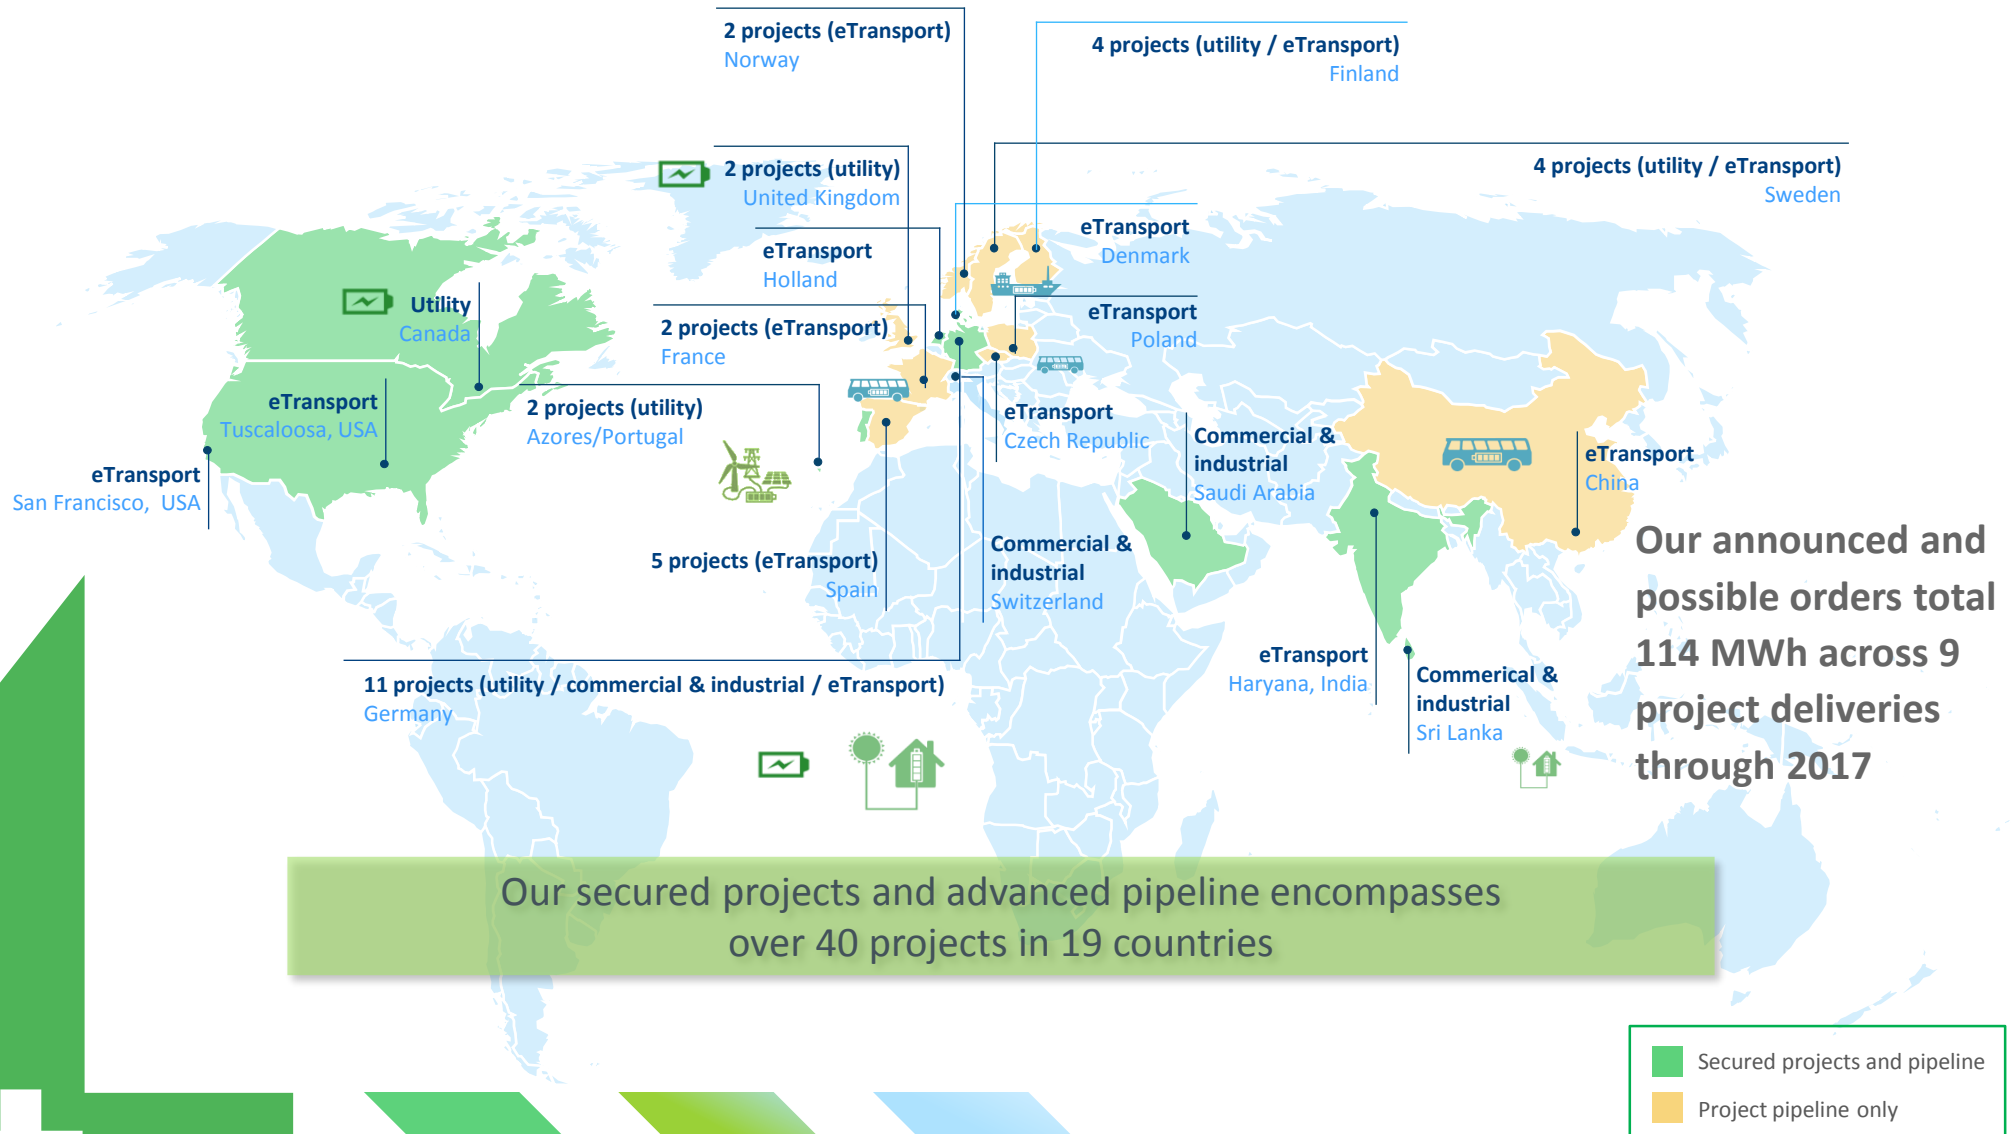 2 projects (eTransport)
Norway
4 projects (utility / eTransport)
Finland
2 projects (utility)
United Kingdom
4 projects (utility / eTransport)
Sweden
eTransport
Holland
eTransport
Denmark
Utility
Canada
2 projects (eTransport)
France
eTransport
Poland
eTransport
Tuscaloosa, USA
2 projects (utility)
Azores/Portugal
eTransport
Czech Republic
Commercial &
industrial
Saudi Arabia
eTransport
China
eTransport
San Francisco, USA
5 projects (eTransport)
Spain
Commercial &
industrial
Switzerland
Our announced and
possible orders total
114 MWh across 9
project deliveries
through 2017
11 projects (utility / commercial & industrial / eTransport)
Germany
eTransport
Haryana, India
Commerical &
industrial
Sri Lanka
Our secured projects and advanced pipeline encompasses
over 40 projects in 19 countries
Secured projects and pipeline
Project pipeline only